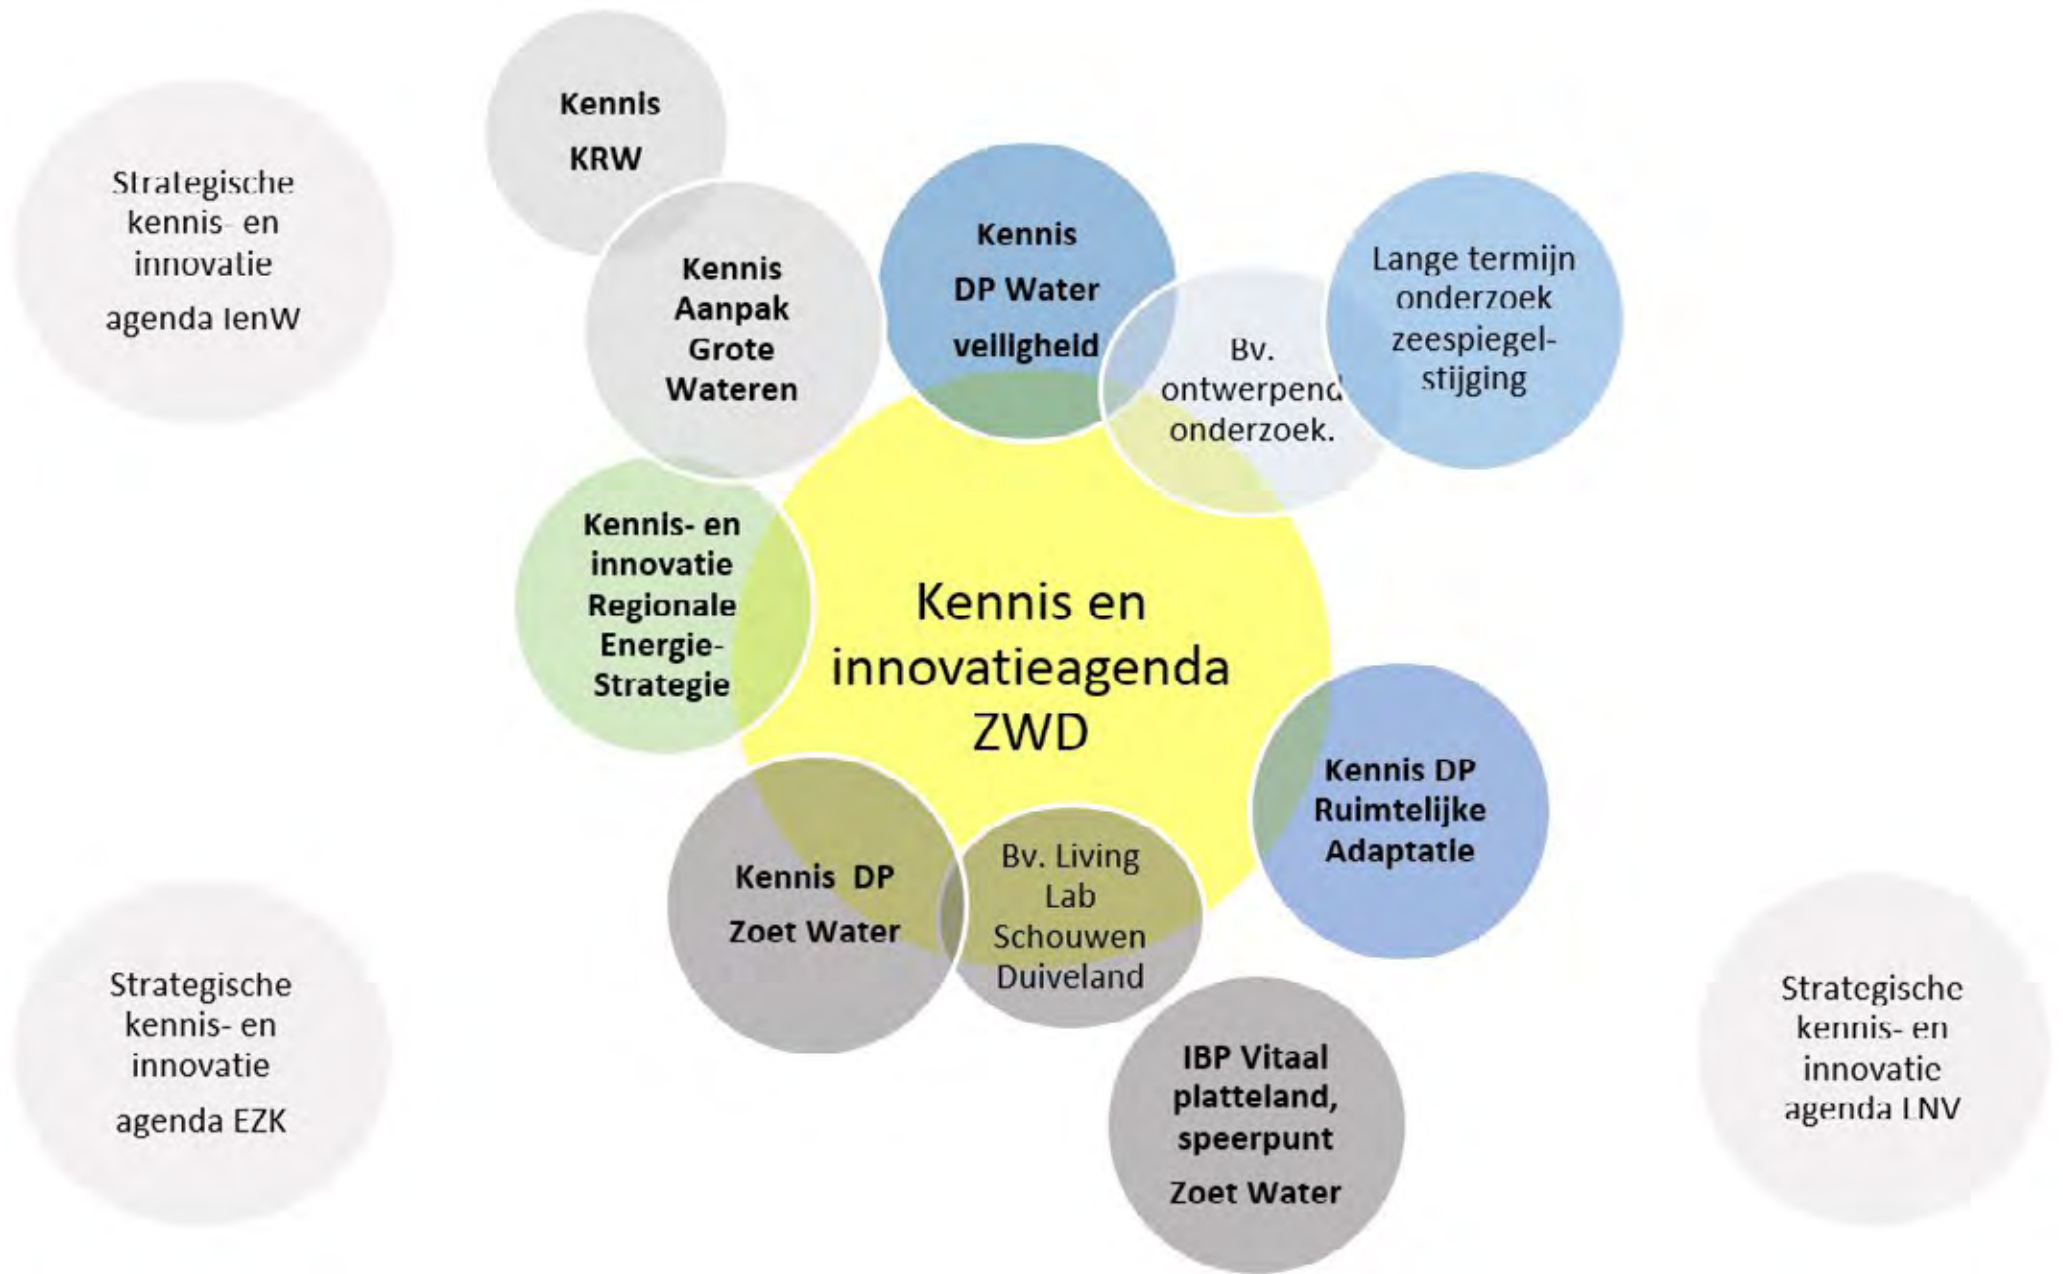 Kennis
KRW
Strategische
kennis- en
innovatie
agenda IenW
Kennis
Aanpak
Grote
Wateren
Kennis
DP Water
veiligheid
Bv.
ontwerpend
onderzoek.
Lange termijn
onderzoek
zeespiegel-
stijging
Kennis- en
innovatie
Regionale
Energie-
Strategie
Kennis en
innovatieagenda
ZWD
Kennis DP
Ruimtelijke
Adaptatie
Kennis DP
Zoet Water
Bv. Living
Lab
Schouwen
Duiveland
IBP Vitaal
platteland,
speerpunt
Zoet Water
Strategische
kennis- en
innovatie
agenda EZK
Strategische
kennis- en
innovatie
agenda LNV